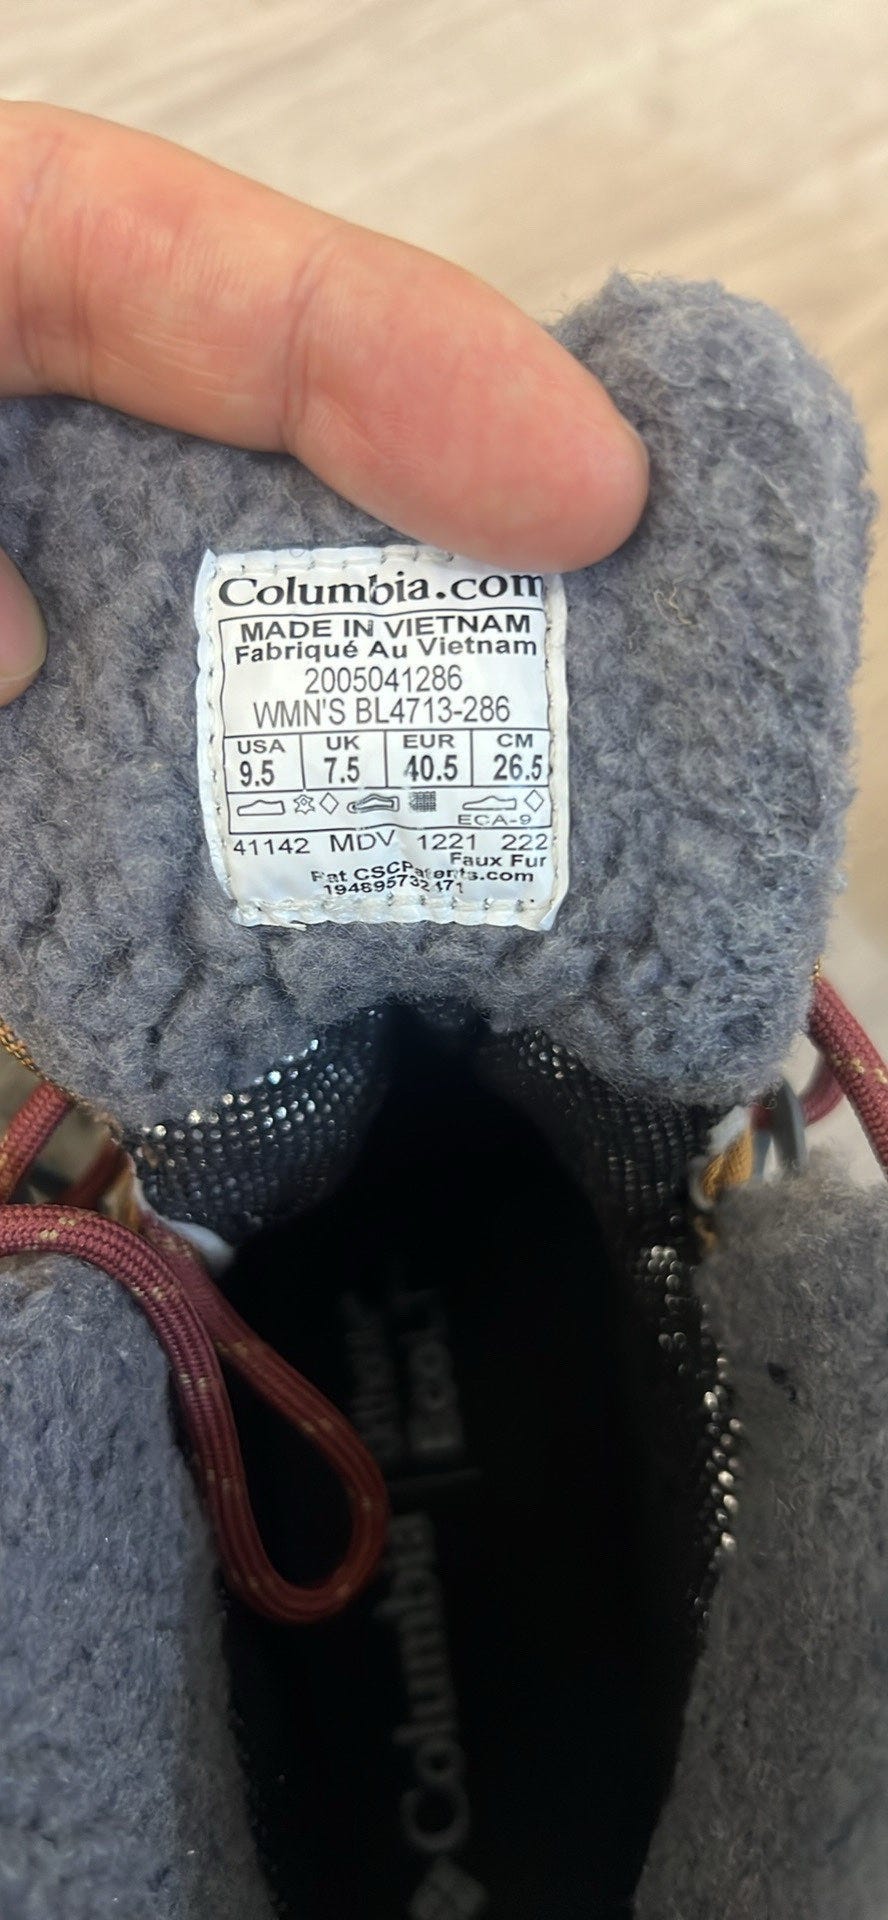 Columbia.com
MADE IN VIETNAM
Fabriqué Au Vietnam
2005041286
WMN'S BL4713-286
USA UK EUR CM
9.5 7.5 40.5 26.5
ECA-9
41142 MDV 1221 222
Faux Fur
Pat CSCPatents.com
Columbia